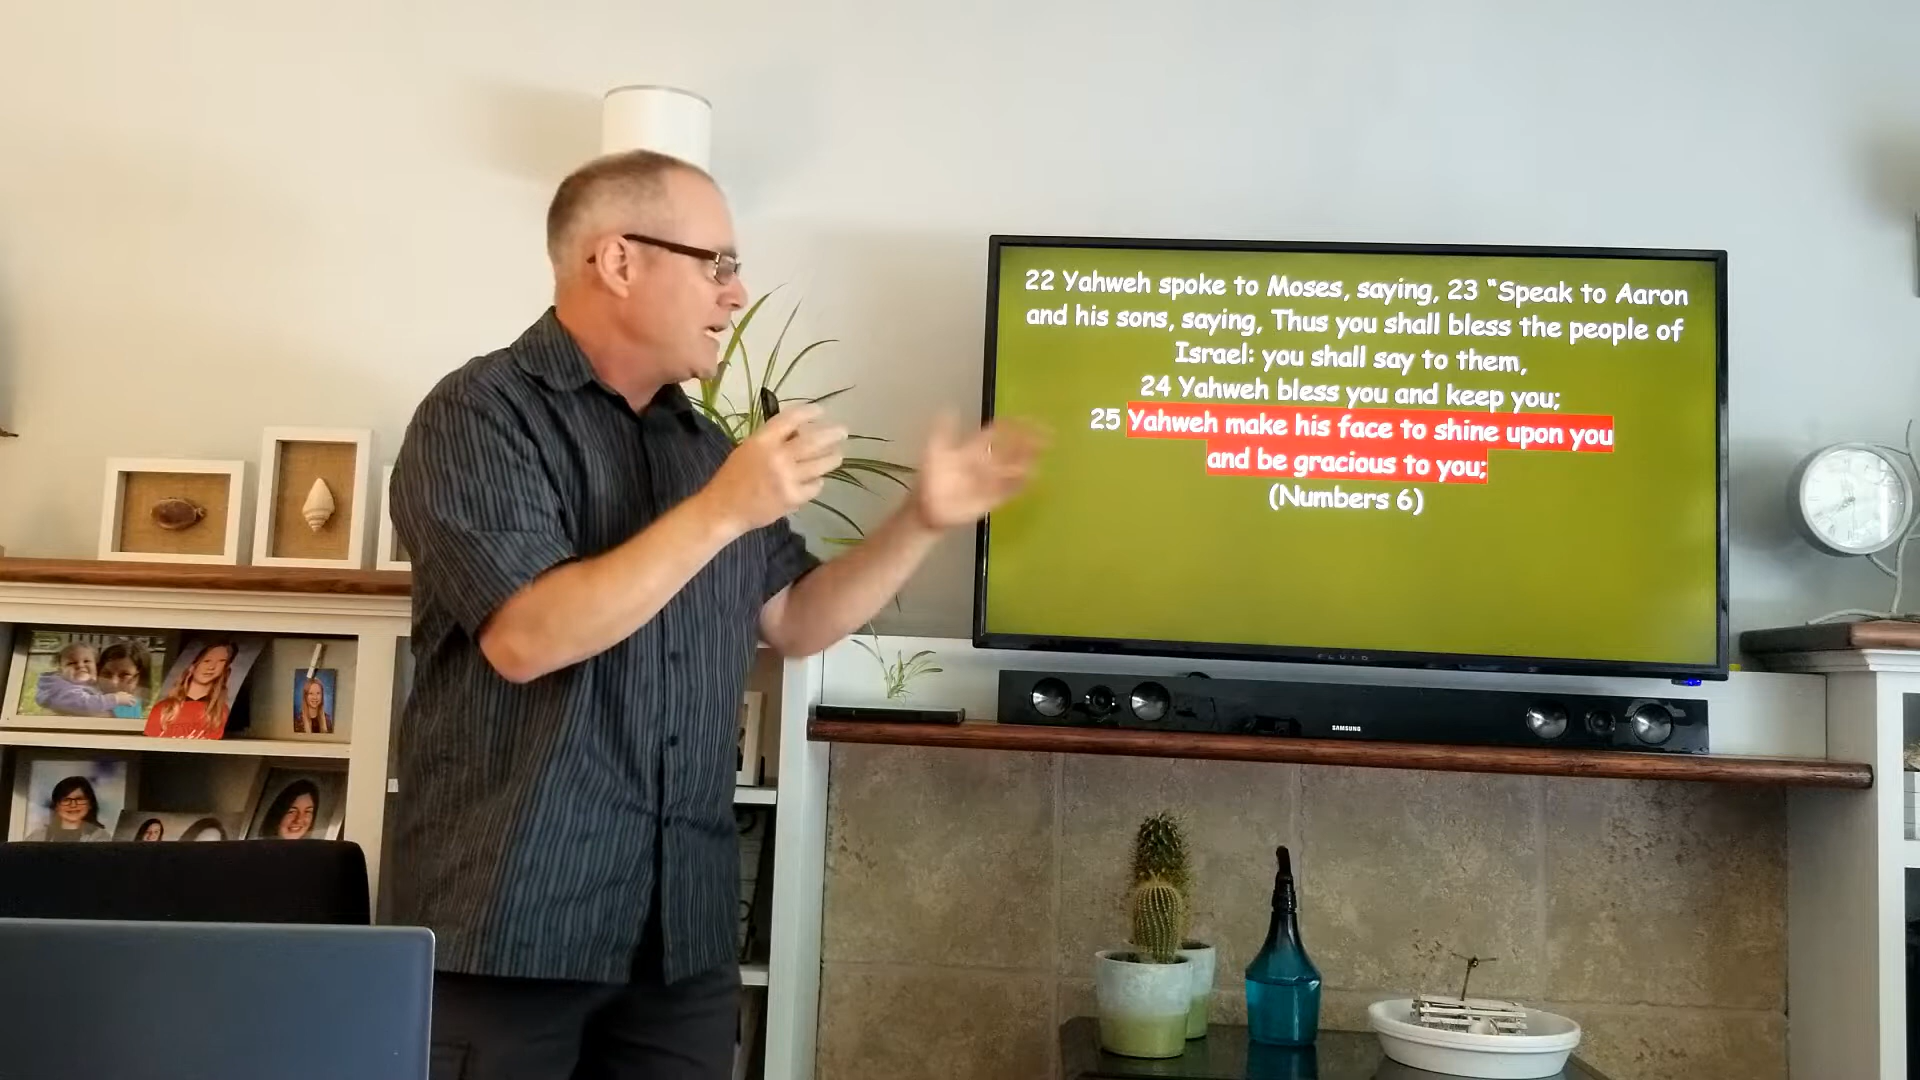 22 Yahweh spoke to Moses, saying, 23 “Speak to Aaron
and his sons, saying, Thus you shall bless the people of
Israel: you shall say to them,
24 Yahweh bless you and keep you;
25 Yahweh make his face to shine upon you
and be gracious to you;
(Numbers 6)
FLUID
SAMSUNG